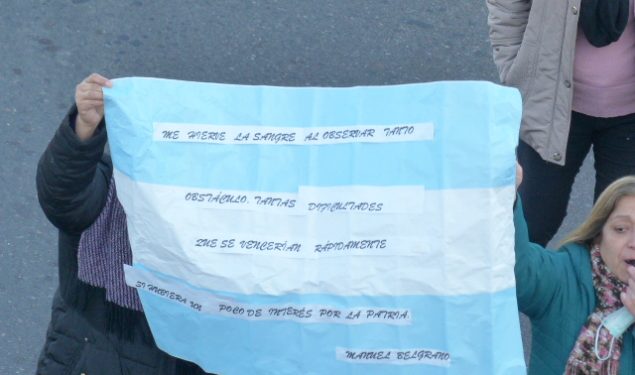 ME HIERVE LA SANGRE AL OBSERVAR TANTO
OBSTÁCULO, TANTAS DIFICULTADES
QUE SE VENCERÍAN RÁPIDAMENTE
SI HUBIERA UN POCO DE INTERÉS POR LA PATRIA.
MANUEL BELGRANO